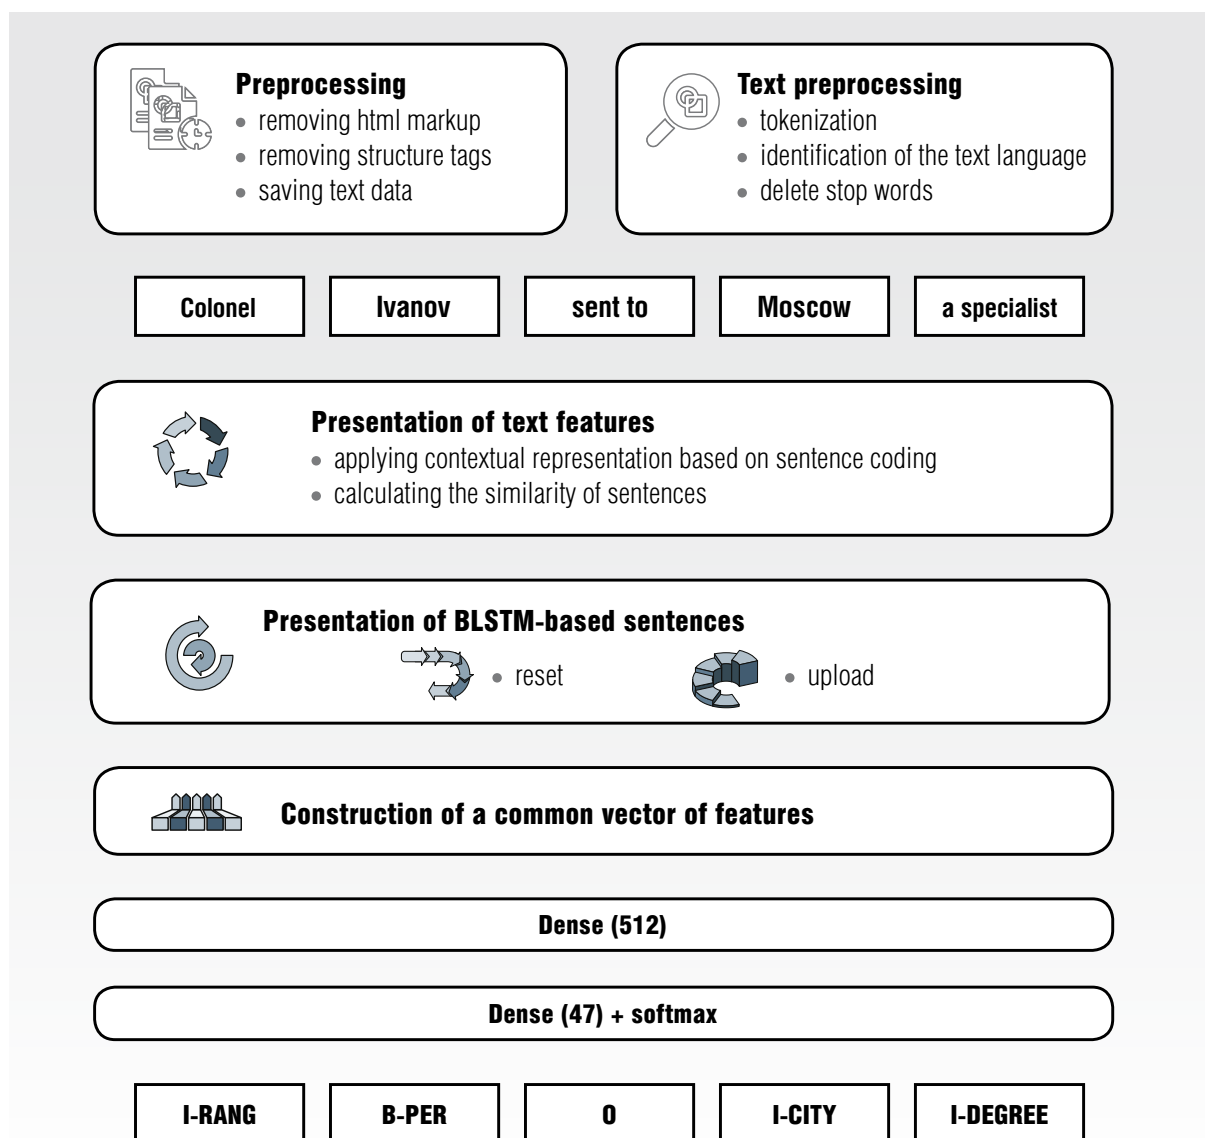 Preprocessing
• removing html markup
• removing structure tags
• saving text data
Text preprocessing
• tokenization
• identification of the text language
• delete stop words
Colonel
Ivanov
sent to
Moscow
a specialist
Presentation of text features
• applying contextual representation based on sentence coding
• calculating the similarity of sentences
Presentation of BLSTM-based sentences
• reset
• upload
Construction of a common vector of features
Dense (512)
Dense (47) + softmax
I-RANG
B-PER
O
I-CITY
I-DEGREE